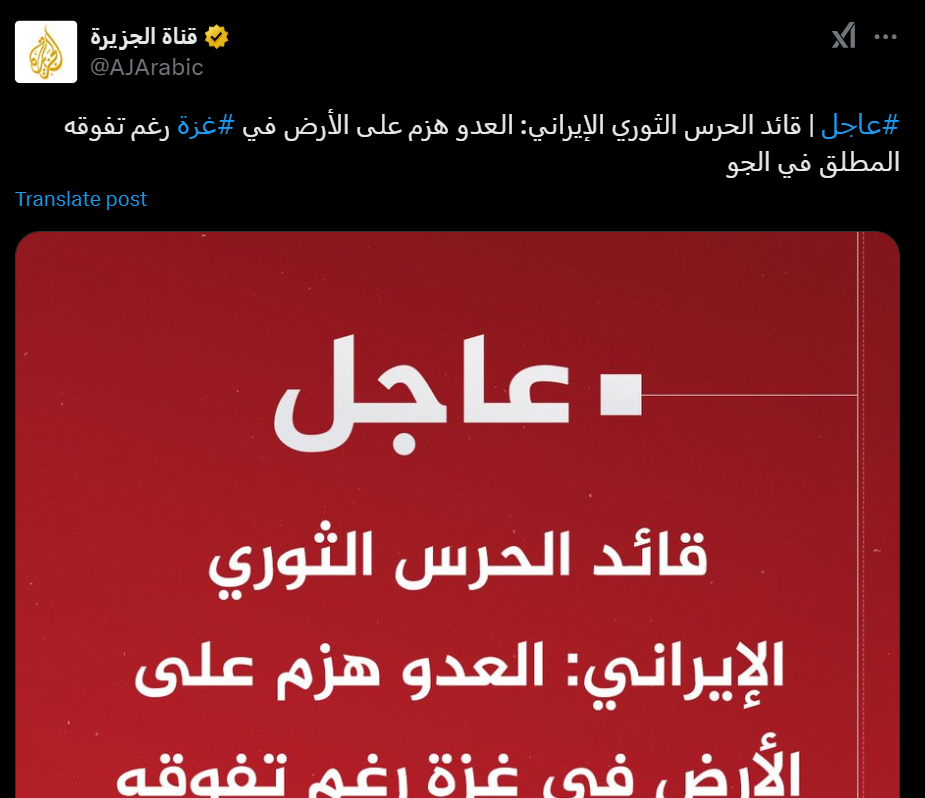 قناة الجزيرة
@AJArabic
#عاجل | قائد الحرس الثوري الإيراني: العدو هزم على الأرض في #غزة رغم تفوقه
المطلق في الجو
Translate post
عاجل
قائد الحرس الثوري
الإيراني: العدو هزم على
الأرض في غزة رغم تفوقه